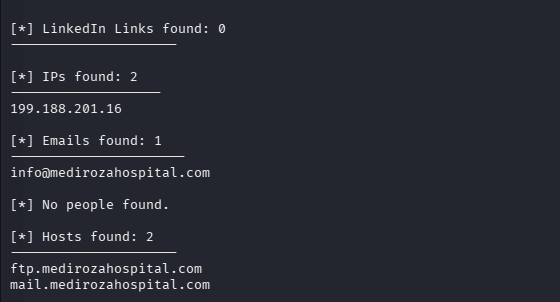 [*] LinkedIn Links found: 0
---------------------
[*] IPs found: 2
-------------------
199.188.201.16
[*] Emails found: 1
----------------------
info@medirozahospital.com
[*] No people found.
[*] Hosts found: 2
---------------------
ftp.medirozahospital.com
mail.medirozahospital.com